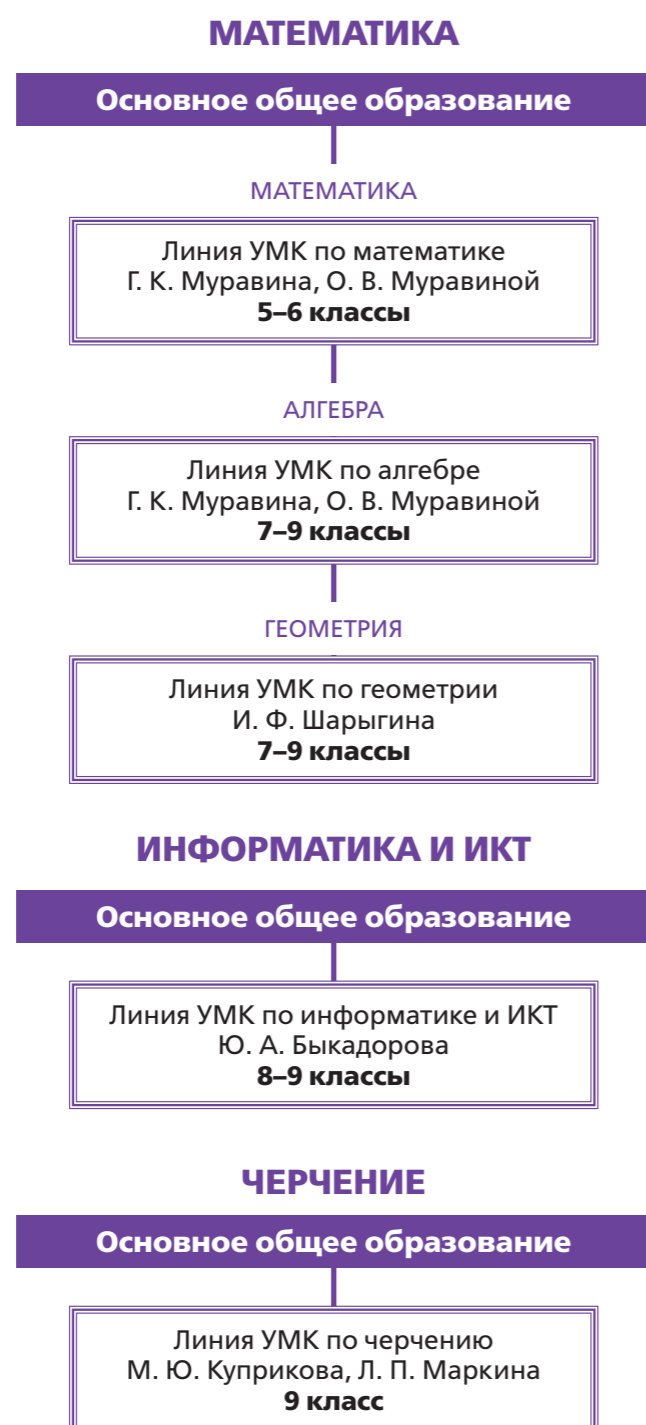 МАТЕМАТИКА
Основное общее образование
МАТЕМАТИКА
Линия УМК по математике
Г. К. Муравина, О. В. Муравиной
5–6 классы
АЛГЕБРА
Линия УМК по алгебре
Г. К. Муравина, О. В. Муравиной
7–9 классы
ГЕОМЕТРИЯ
Линия УМК по геометрии
И. Ф. Шарыгина
7–9 классы
ИНФОРМАТИКА И ИКТ
Основное общее образование
Линия УМК по информатике и ИКТ
Ю. А. Быкадорова
8–9 классы
ЧЕРЧЕНИЕ
Основное общее образование
Линия УМК по черчению
М. Ю. Куприкова, Л. П. Маркина
9 класс